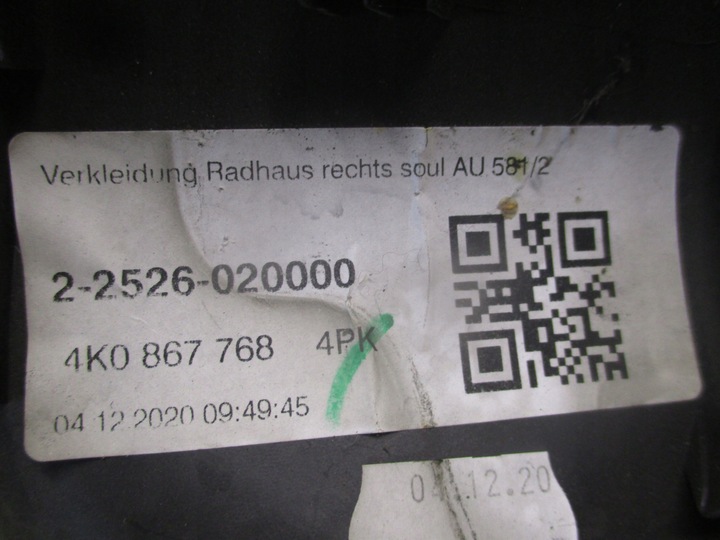 Verkleidung Radhaus rechts soul AU 581/2
2-2526-020000
4K0 867 768 4PK
04.12.2020 09:49:45
04.12.20